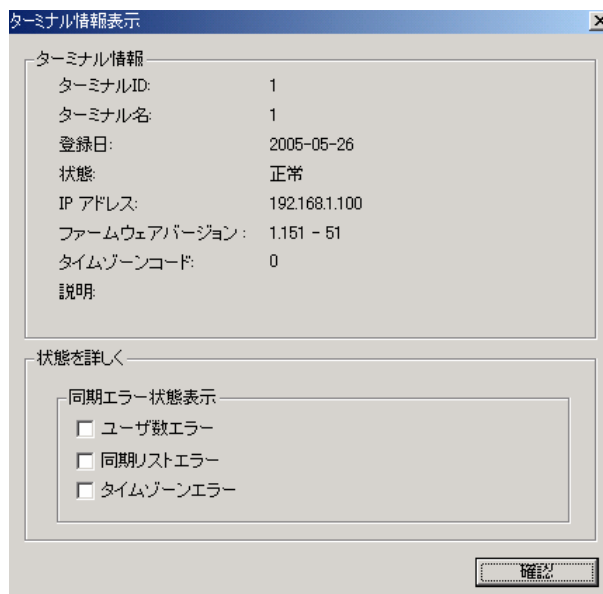 ターミナル情報表示
ターミナル情報
ターミナルID: 1
ターミナル名: 1
登録日: 2005-05-26
状態: 正常
IP アドレス: 192.168.1.100
ファームウェアバージョン : 1.151 - 51
タイムゾーンコード: 0
説明:
状態を詳しく
同期エラー状態表示
ユーザ数エラー
同期リストエラー
タイムゾーンエラー
確認